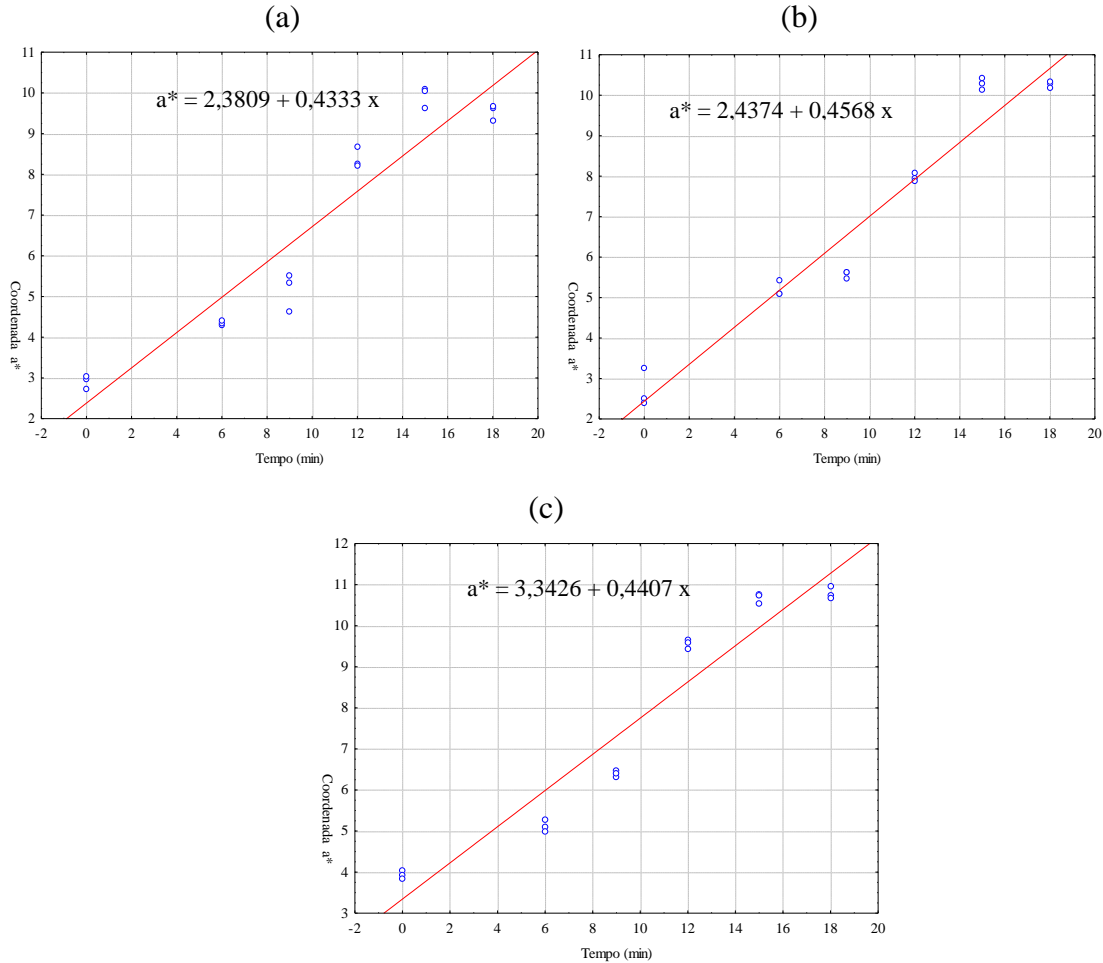 (a)
11
10
9
8
7
6
5
4
3
2
Coordenada a*
a* = 2,3809 + 0,4333 x
-2 0 2 4 6 8 10 12 14 16 18 20
Tempo (min)
(b)
11
10
9
8
7
6
5
4
3
2
Coordenada a*
a* = 2,4374 + 0,4568 x
-2 0 2 4 6 8 10 12 14 16 18 20
Tempo (min)
(c)
12
11
10
9
8
7
6
5
4
3
Coordenada a*
a* = 3,3426 + 0,4407 x
-2 0 2 4 6 8 10 12 14 16 18 20
Tempo (min)